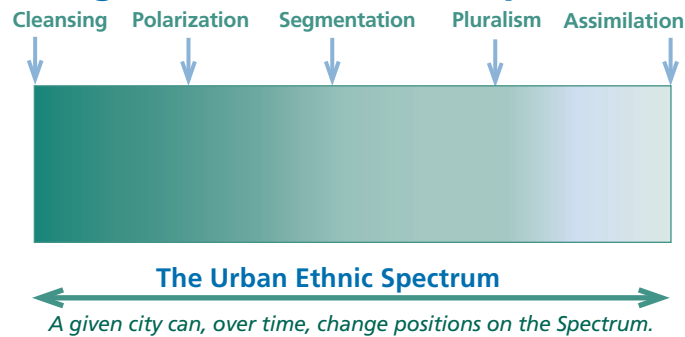 Cleansing Polarization Segmentation Pluralism Assimilation
The Urban Ethnic Spectrum
A given city can, over time, change positions on the Spectrum.